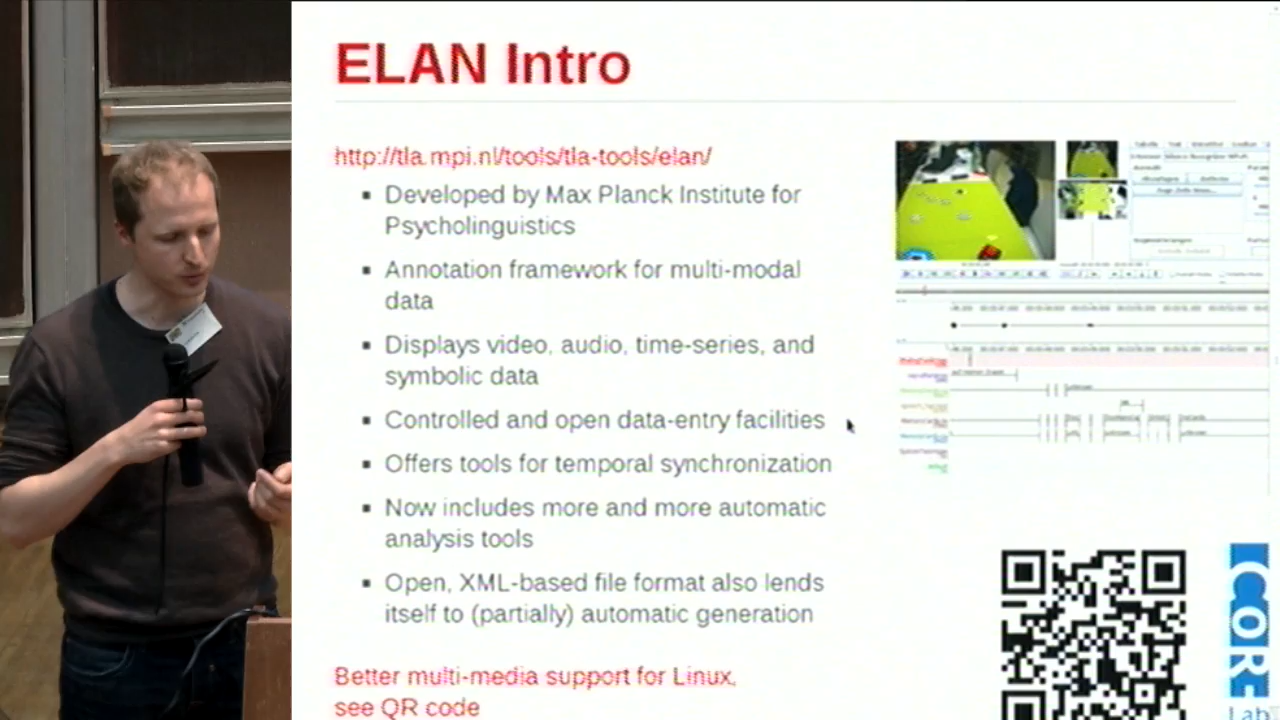 ELAN Intro
http://tla.mpi.nl/tools/tla-tools/elan/
▪ Developed by Max Planck Institute for
Psycholinguistics
▪ Annotation framework for multi-modal
data
▪ Displays video, audio, time-series, and
symbolic data
▪ Controlled and open data-entry facilities
▪ Offers tools for temporal synchronization
▪ Now includes more and more automatic
analysis tools
▪ Open, XML-based file format also lends
itself to (partially) automatic generation
Better multi-media support for Linux,
see QR code
COR
Lab